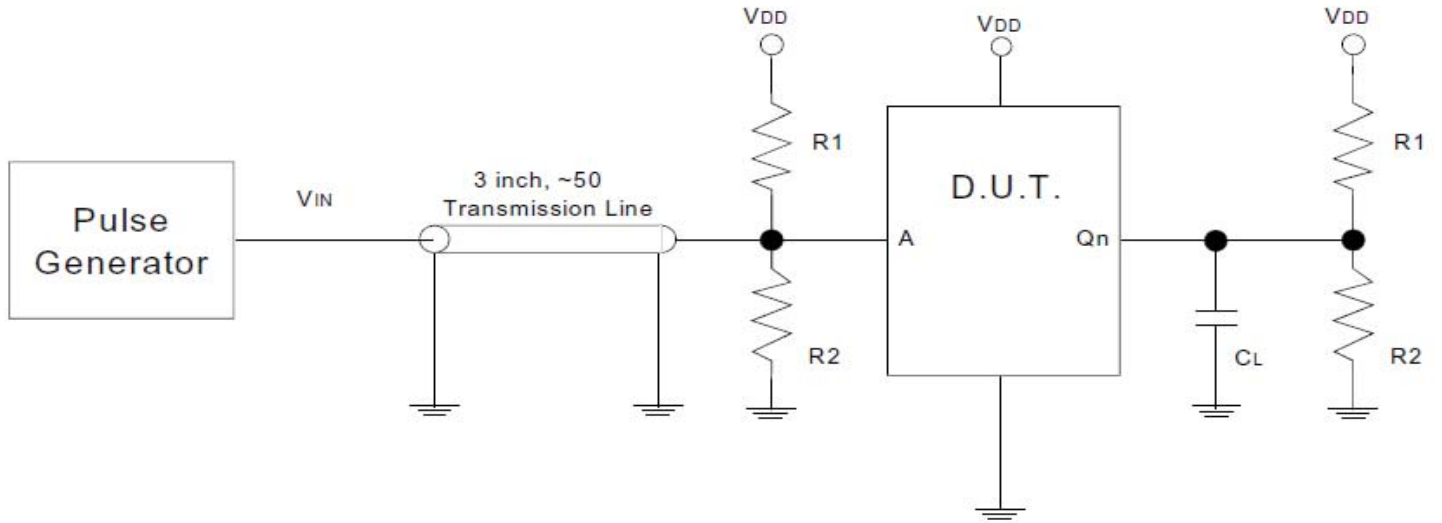 VDD
VDD
VDD
R1
R1
3 inch, ~50
Transmission Line
VIN
D.U.T.
Pulse
Generator
A
Qn
R2
CL
R2